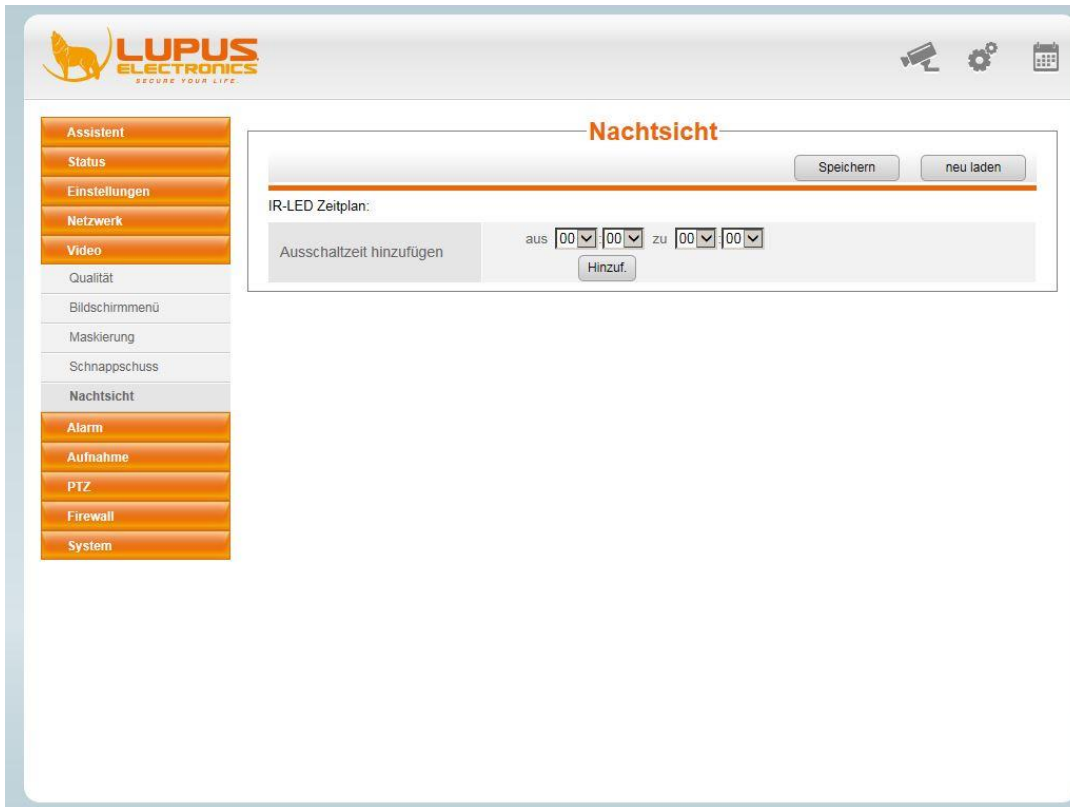 LUPUS
ELECTRONICS
SECURE YOUR LIFE.
Assistent
Status
Einstellungen
Netzwerk
Video
Qualität
Bildschirmmenü
Maskierung
Schnappschuss
Nachtsicht
Alarm
Aufnahme
PTZ
Firewall
System
Nachtsicht
Speichern neu laden
IR-LED Zeitplan:
Ausschaltzeit hinzufügen
aus 00 : 00 zu 00 : 00
Hinzuf.